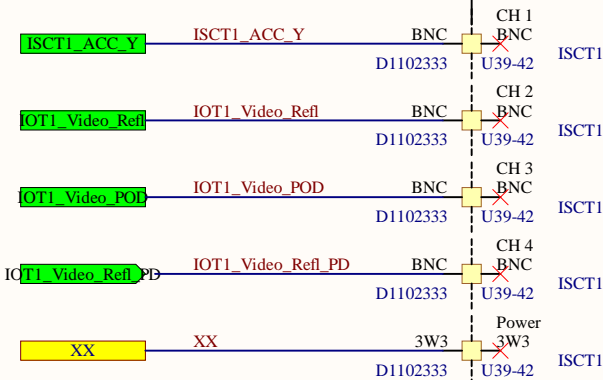 CH 1
ISCT1_ACC_Y ISCT1_ACC_Y BNC BNC
D1102333 U39-42 ISCT1
CH 2
IOT1_Video_Refl IOT1_Video_Refl BNC BNC
D1102333 U39-42 ISCT1
CH 3
IOT1_Video_POD IOT1_Video_POD BNC BNC
D1102333 U39-42 ISCT1
CH 4
IOT1_Video_Refl_PD IOT1_Video_Refl_PD BNC BNC
D1102333 U39-42 ISCT1
Power
XX XX 3W3 3W3
D1102333 U39-42 ISCT1